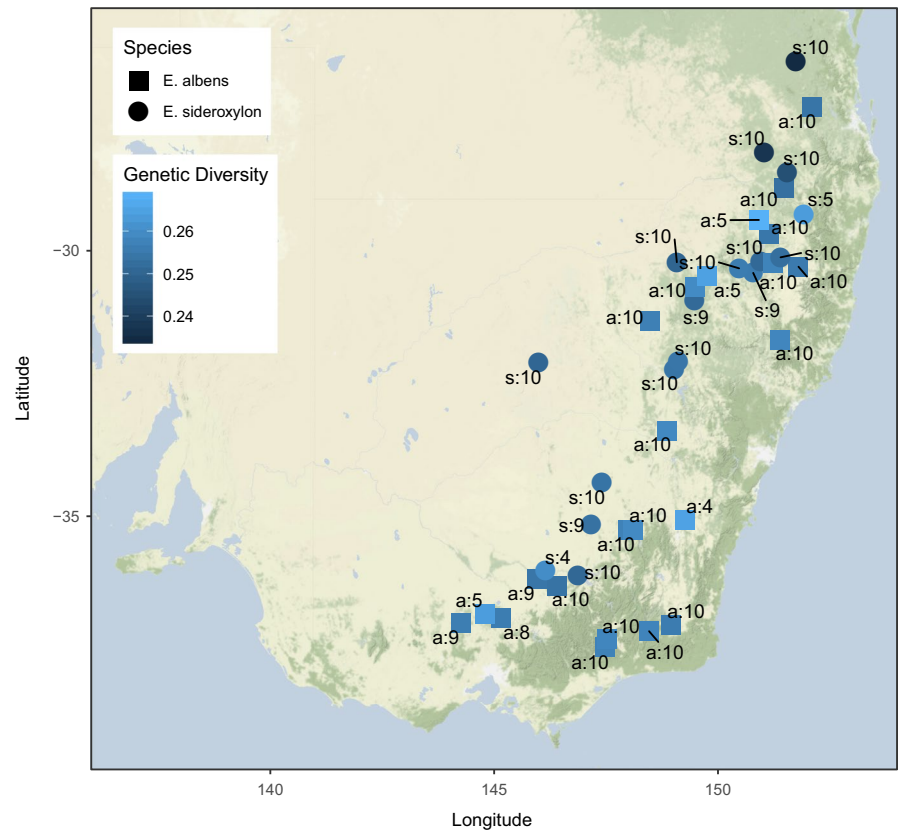 Species
E. albens
E. sideroxylon
Genetic Diversity
0.26
0.25
0.24
s:10
a:10
s:10
s:10
a:10
s:5
a:5
a:10
s:10
s:10
s:10
s:10
a:10
a:10
a:10
a:5
s:9
s:9
a:10
a:10
s:10
s:10
s:10
a:10
s:10
s:9
a:10
a:10
a:4
s:4
s:10
a:9
a:10
a:5
a:8
a:9
a:10
a:10
a:10
a:10
−30
−35
Latitude
140
145
150
Longitude